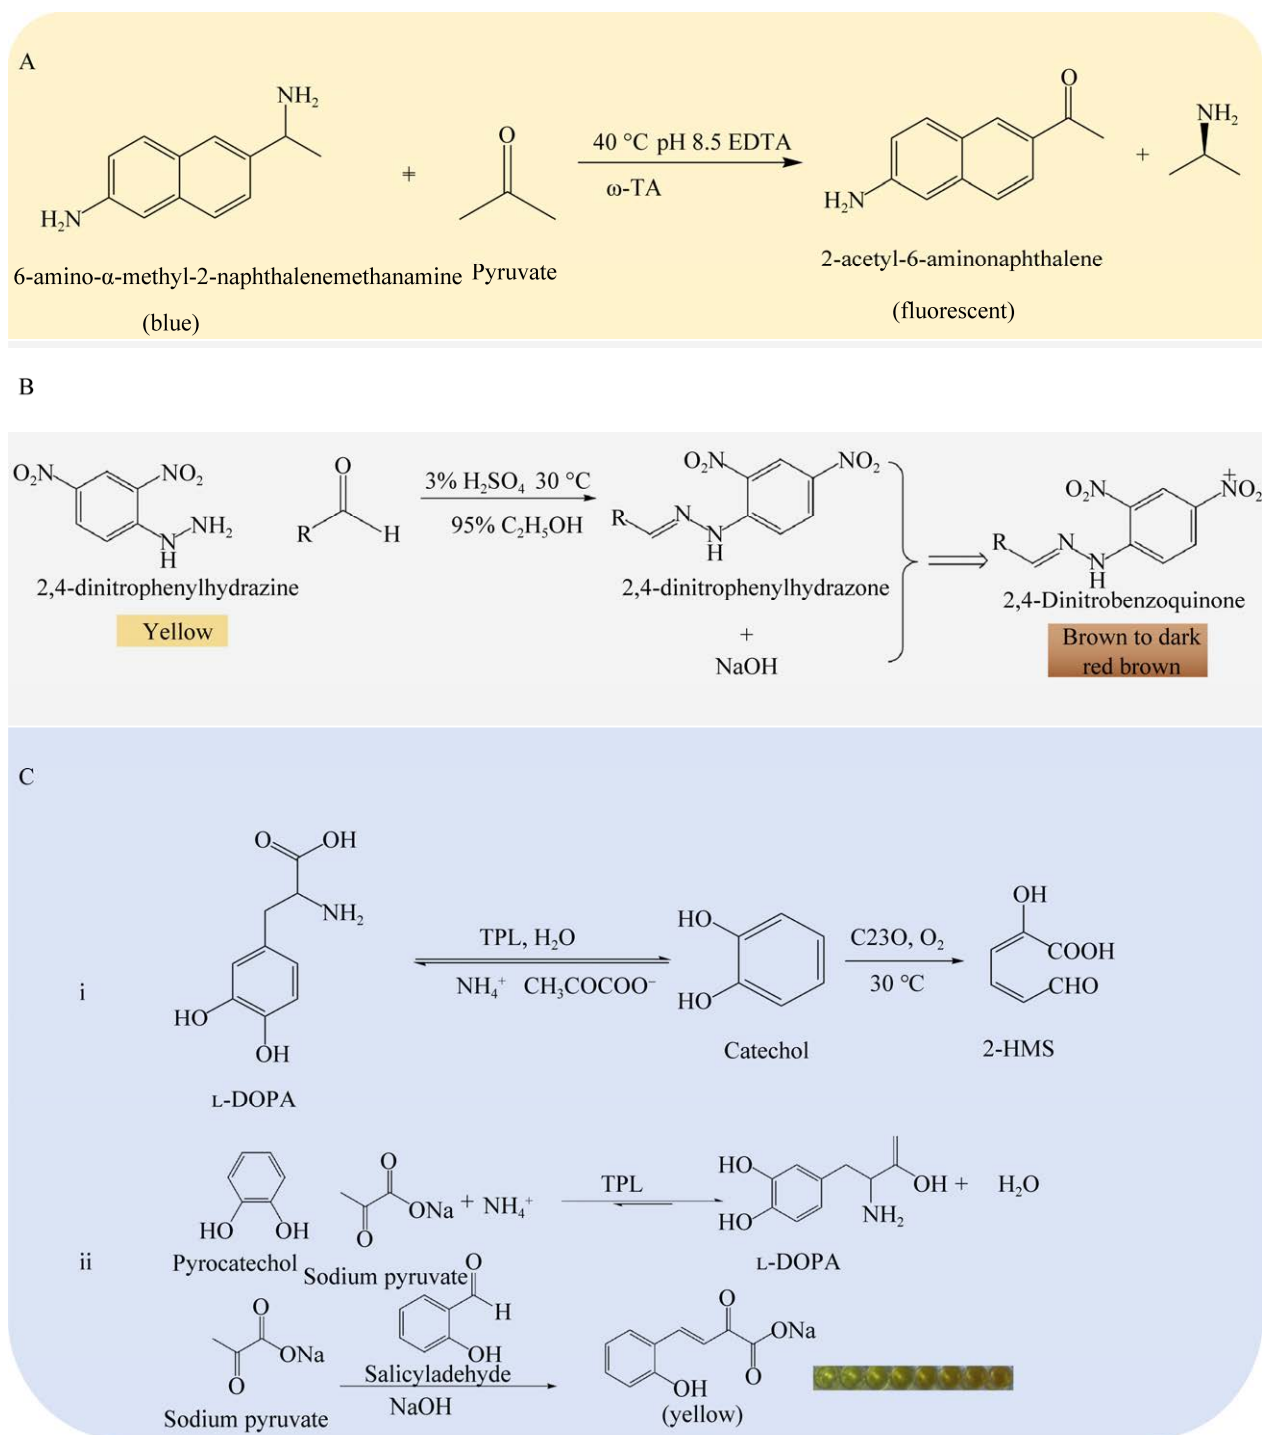 A
NH₂
O
O
NH₂
+
40 °C pH 8.5 EDTA
ω-TA
+
H₂N
H₂N
6-amino-α-methyl-2-naphthalenemethanamine
Pyruvate
2-acetyl-6-aminonaphthalene
(blue)
(fluorescent)
B
O₂N
NO₂
O
R
H
N
H
NH₂
3% H₂SO₄ 30 °C
95% C₂H₅OH
O₂N
NO₂
R
N
N
H
O₂N
+
NO₂
R
N
N
H
2,4-dinitrophenylhydrazine
2,4-dinitrophenylhydrazone
2,4-Dinitrobenzoquinone
Yellow
+
NaOH
Brown to dark
red brown
C
i
O
OH
NH₂
HO
OH
L-DOPA
TPL, H₂O
NH₄⁺ CH₃COCOO⁻
HO
HO
Catechol
C23O, O₂
30 °C
OH
COOH
CHO
2-HMS
ii
HO OH
Pyrocatechol
O
ONa
O
Sodium pyruvate
+ NH₄⁺
TPL
HO
HO
OH
NH₂
+ H₂O
L-DOPA
O
ONa
O
Sodium pyruvate
O
H
OH
Salicyladehyde
NaOH
O
ONa
O
OH
(yellow)